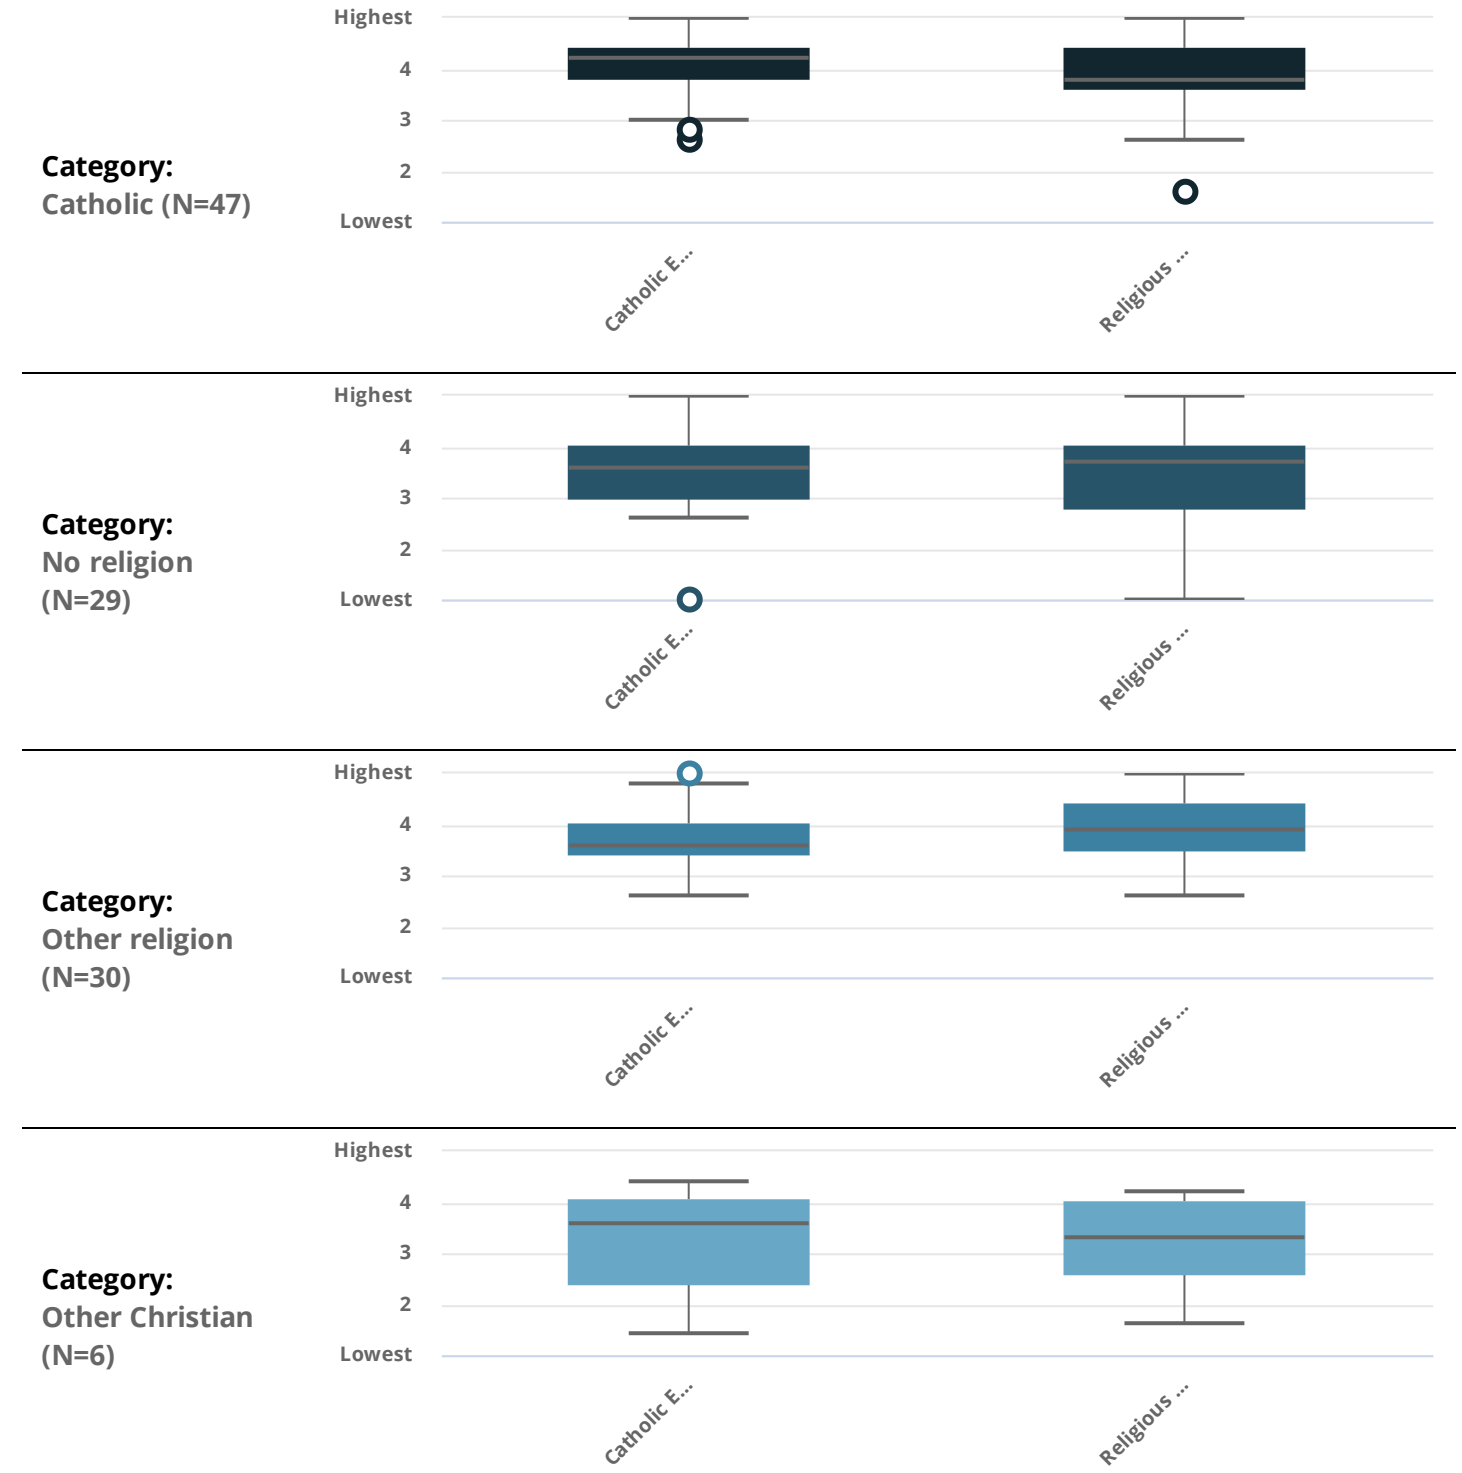 Highest
4
3
2
Lowest
Category:
Catholic (N=47)
Catholic E...
Religious ...
Highest
4
3
2
Lowest
Category:
No religion
(N=29)
Catholic E...
Religious ...
Highest
4
3
2
Lowest
Category:
Other religion
(N=30)
Catholic E...
Religious ...
Highest
4
3
2
Lowest
Category:
Other Christian
(N=6)
Catholic E...
Religious ...